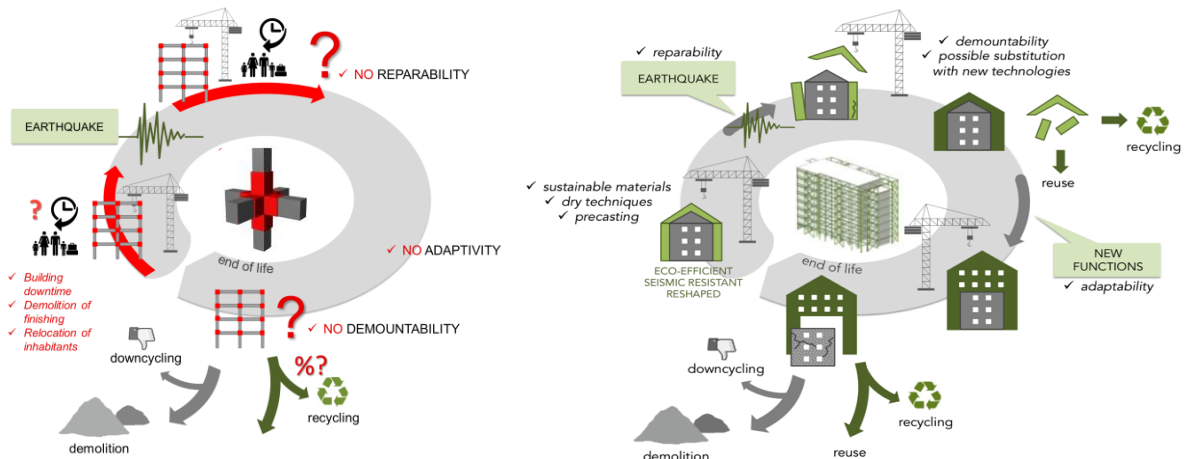 ?
✓ NO REPARABILITY
EARTHQUAKE
?
✓ NO ADAPTIVITY
end of life
✓ Building
downtime
✓ Demolition of
finishing
✓ Relocation of
inhabitants
?
✓ NO DEMOUNTABILITY
downcycling
%?
recycling
demolition
✓ reparability
EARTHQUAKE
✓ demountability
✓ possible substitution
with new technologies
recycling
reuse
✓ sustainable materials
✓ dry techniques
✓ precasting
ECO-EFFICIENT
SEISMIC RESISTANT
RESHAPED
end of life
NEW
FUNCTIONS
✓ adaptability
downcycling
recycling
demolition
reuse